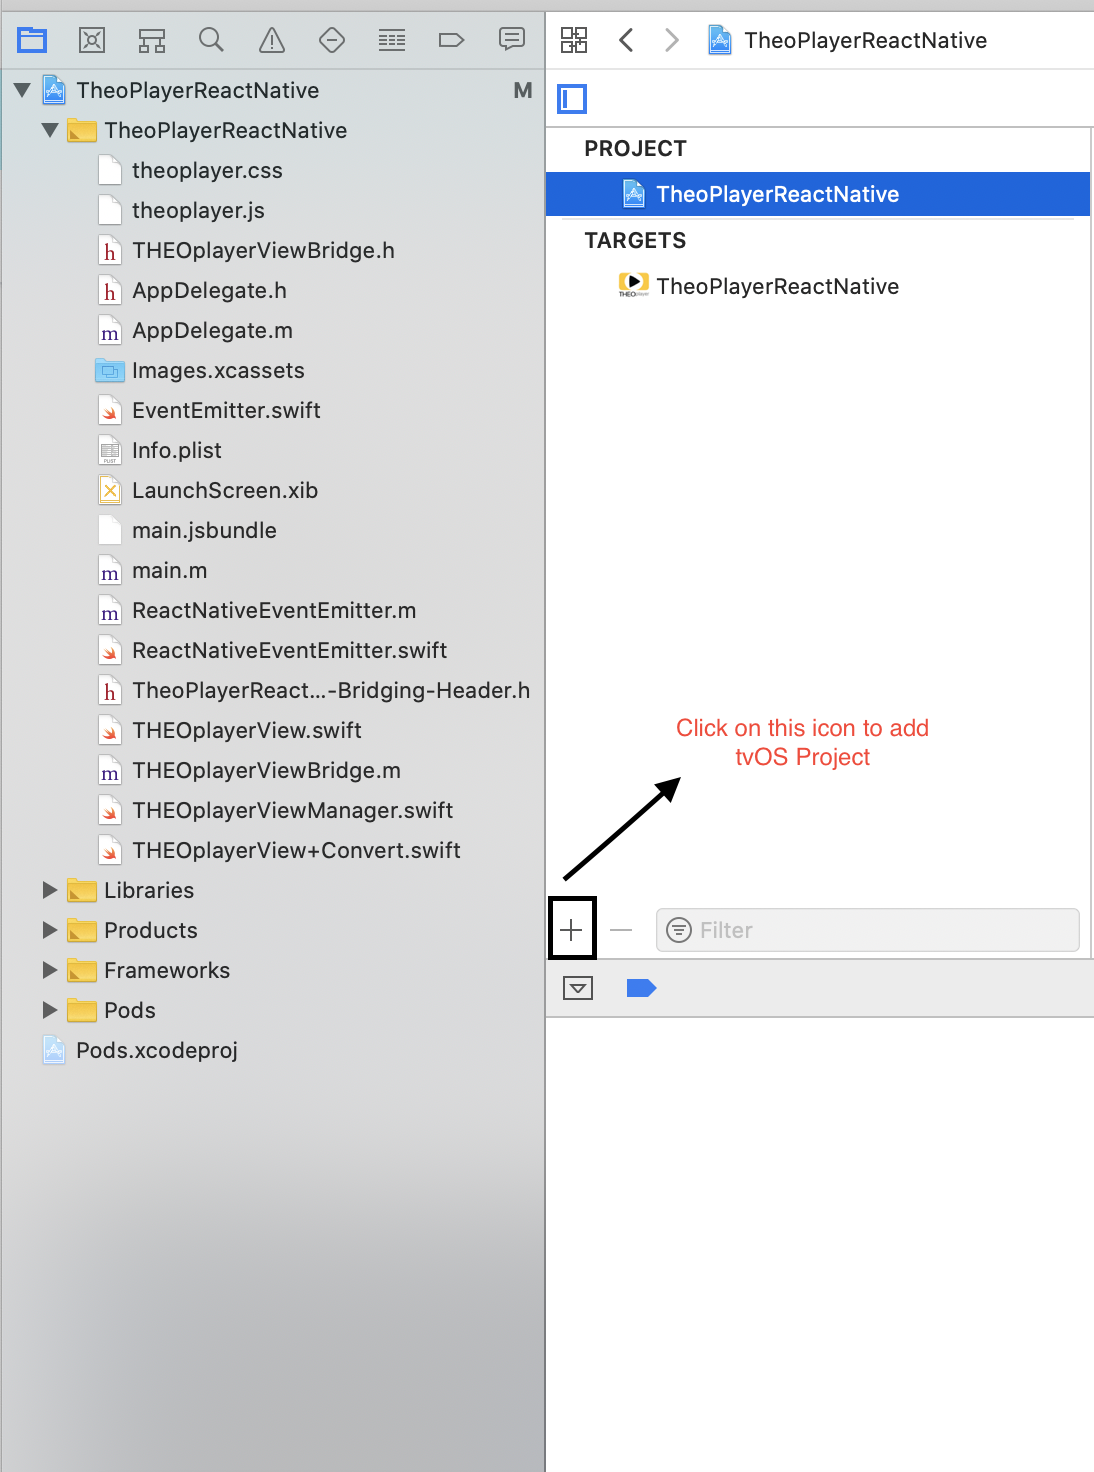 TheoPlayerReactNative
TheoPlayerReactNative M
TheoPlayerReactNative
theoplayer.css
theoplayer.js
h THEOplayerViewBridge.h
h AppDelegate.h
m AppDelegate.m
Images.xcassets
EventEmitter.swift
Info.plist
LaunchScreen.xib
main.jsbundle
m main.m
m ReactNativeEventEmitter.m
ReactNativeEventEmitter.swift
h TheoPlayerReact...-Bridging-Header.h
THEOplayerView.swift
m THEOplayerViewBridge.m
THEOplayerViewManager.swift
THEOplayerView+Convert.swift
Libraries
Products
Frameworks
Pods
Pods.xcodeproj
PROJECT
TheoPlayerReactNative
TARGETS
TheoPlayerReactNative
Click on this icon to add
tvOS Project
Filter